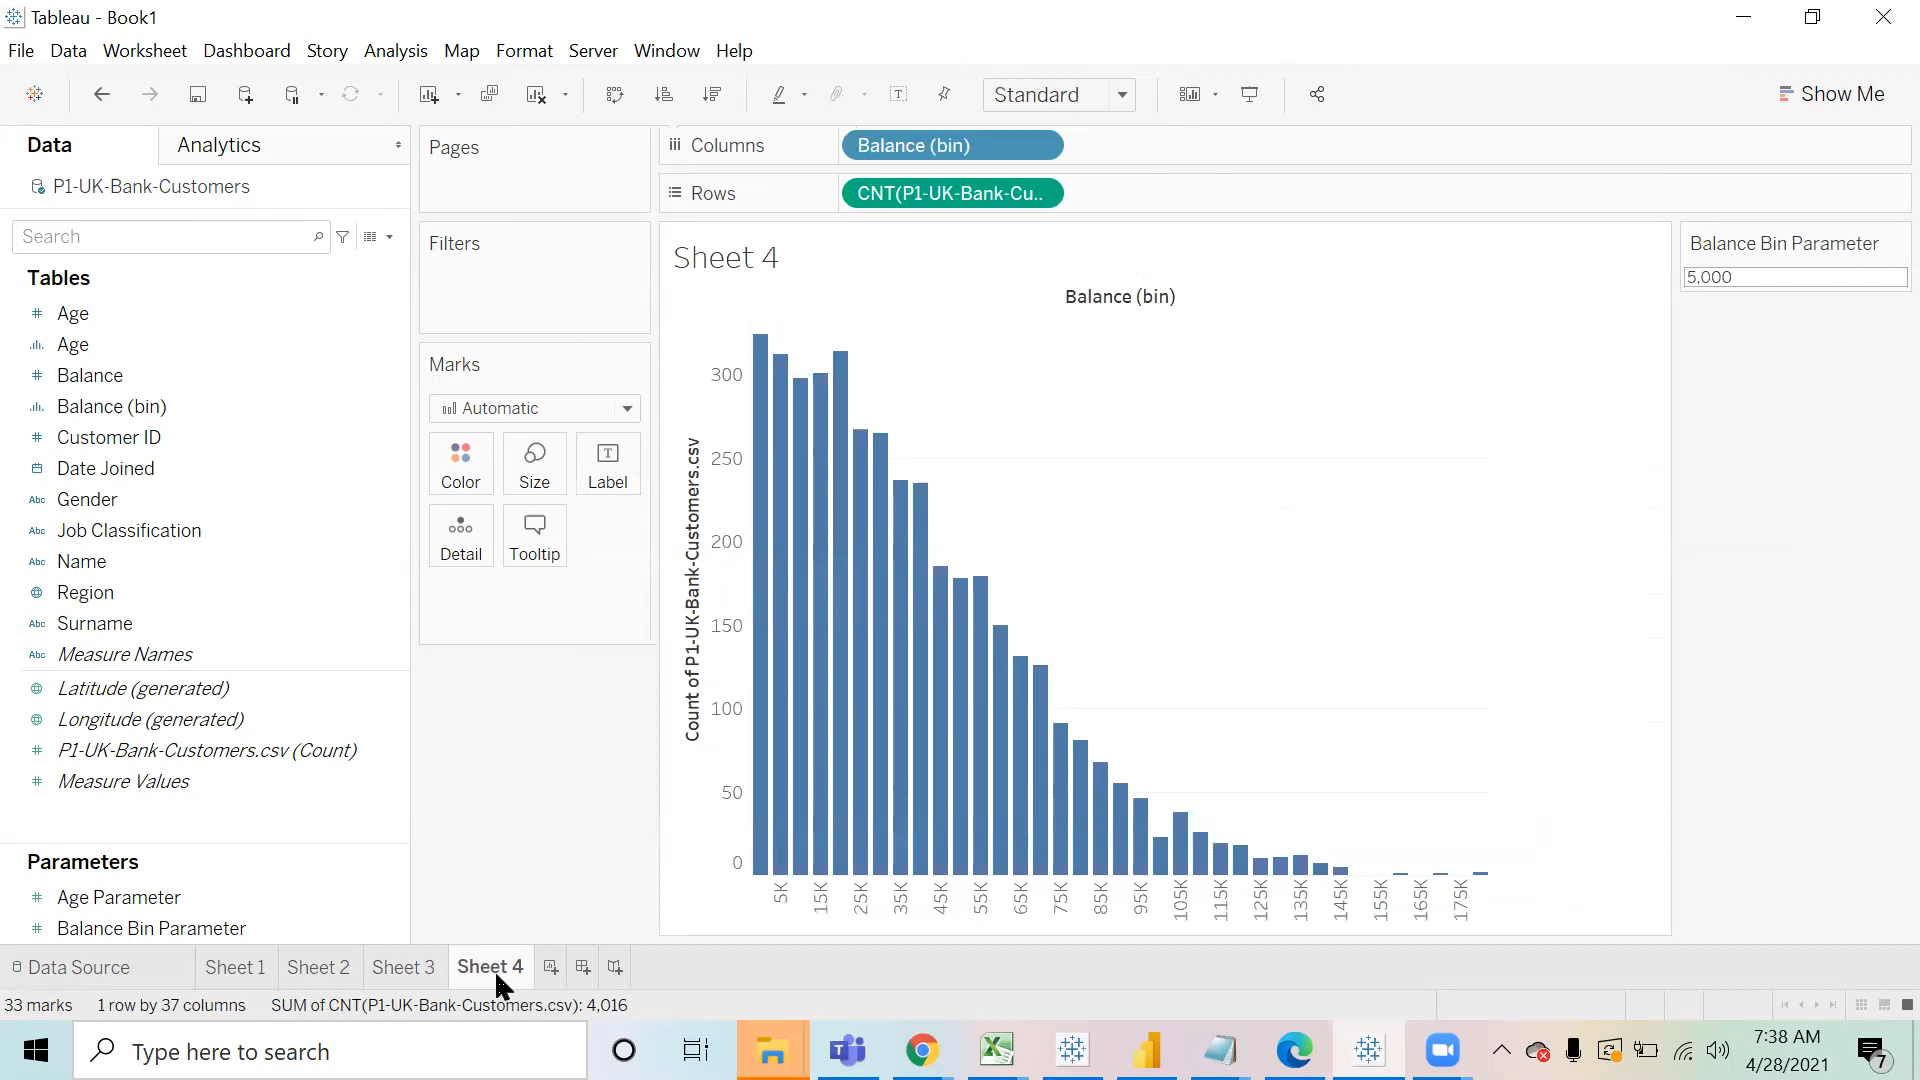 Tableau - Book1
File Data Worksheet Dashboard Story Analysis Map Format Server Window Help
Standard
Show Me
Data
Analytics
P1-UK-Bank-Customers
Search
Tables
# Age
Age
# Balance
Balance (bin)
# Customer ID
Date Joined
Abc Gender
Abc Job Classification
Abc Name
Region
Abc Surname
Abc Measure Names
Latitude (generated)
Longitude (generated)
# P1-UK-Bank-Customers.csv (Count)
# Measure Values
Parameters
# Age Parameter
# Balance Bin Parameter
Pages
Filters
Marks
Automatic
Color
Size
T
Label
Detail
Tooltip
Columns
Balance (bin)
Rows
CNT(P1-UK-Bank-Cu..
Sheet 4
Balance (bin)
Count of P1-UK-Bank-Customers.csv
300
250
200
150
100
50
0
5K
15K
25K
35K
45K
55K
65K
75K
85K
95K
105K
115K
125K
135K
145K
155K
165K
175K
Balance Bin Parameter
5,000
Data Source
Sheet 1
Sheet 2
Sheet 3
Sheet 4
33 marks
1 row by 37 columns
SUM of CNT(P1-UK-Bank-Customers.csv): 4,016
Type here to search
7:38 AM
4/28/2021
7